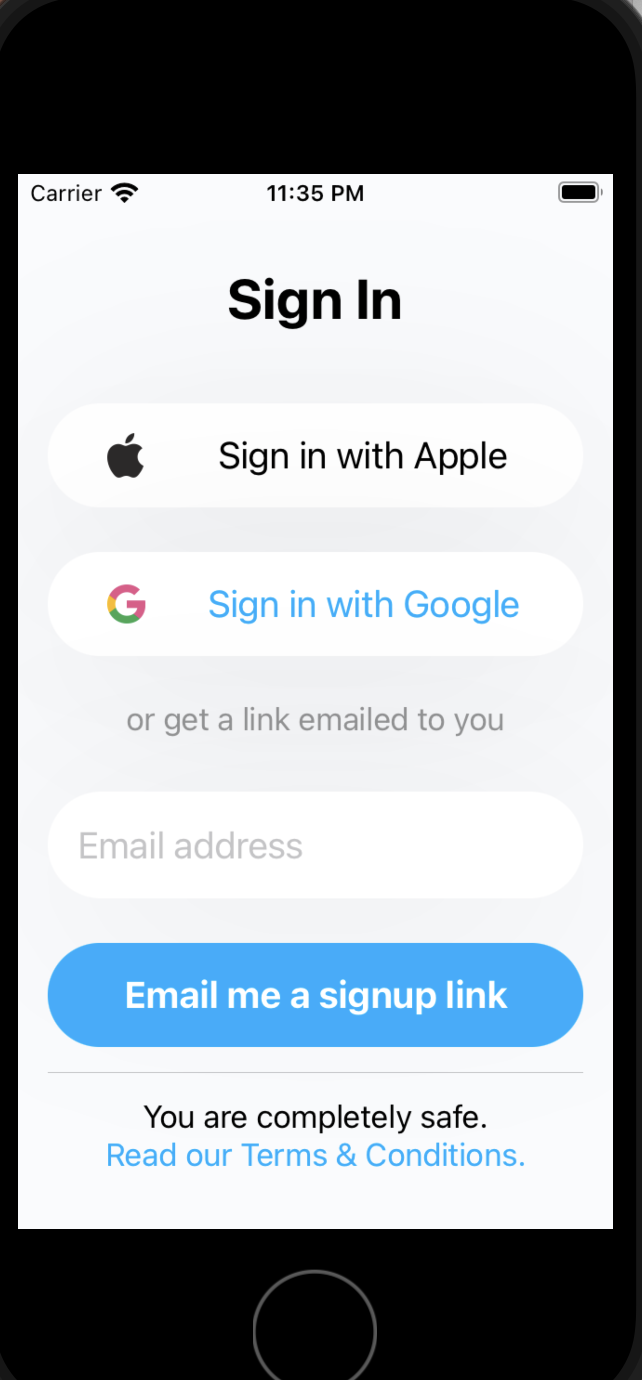 Carrier 11:35 PM
Sign In
Sign in with Apple
Sign in with Google
or get a link emailed to you
Email address
Email me a signup link
You are completely safe.
Read our Terms & Conditions.